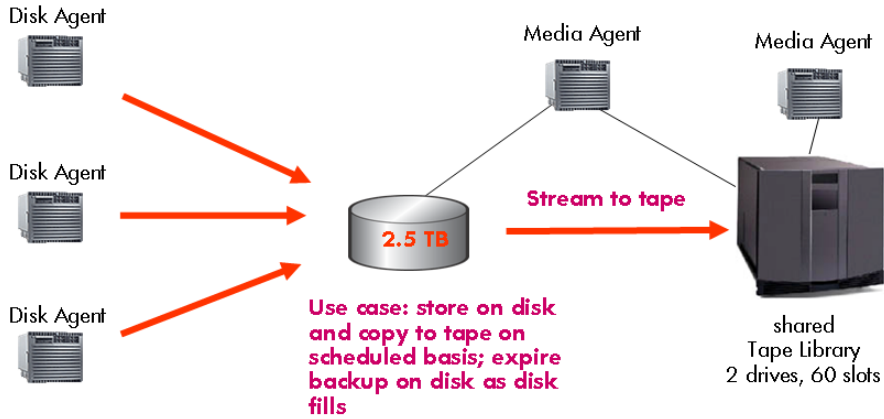 Disk Agent
Media Agent
Media Agent
Disk Agent
Stream to tape
2.5 TB
Disk Agent
Use case: store on disk
and copy to tape on
scheduled basis; expire
backup on disk as disk
fills
shared
Tape Library
2 drives, 60 slots